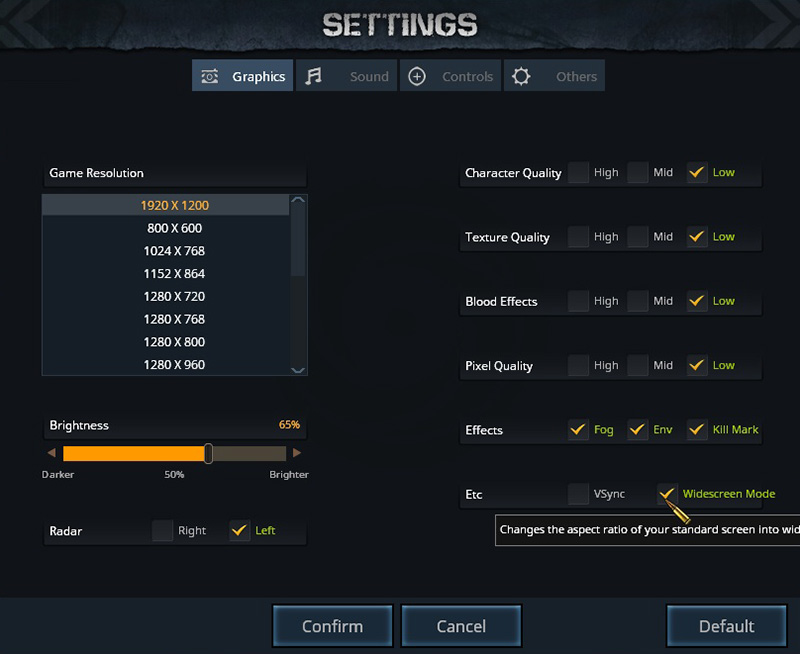 SETTINGS
Graphics Sound Controls Others
Game Resolution
1920 X 1200
800 X 600
1024 X 768
1152 X 864
1280 X 720
1280 X 768
1280 X 800
1280 X 960
Brightness 65%
Darker 50% Brighter
Radar Right Left
Character Quality High Mid Low
Texture Quality High Mid Low
Blood Effects High Mid Low
Pixel Quality High Mid Low
Effects Fog Env Kill Mark
Etc VSync Widescreen Mode
Changes the aspect ratio of your standard screen into wid
Confirm Cancel Default